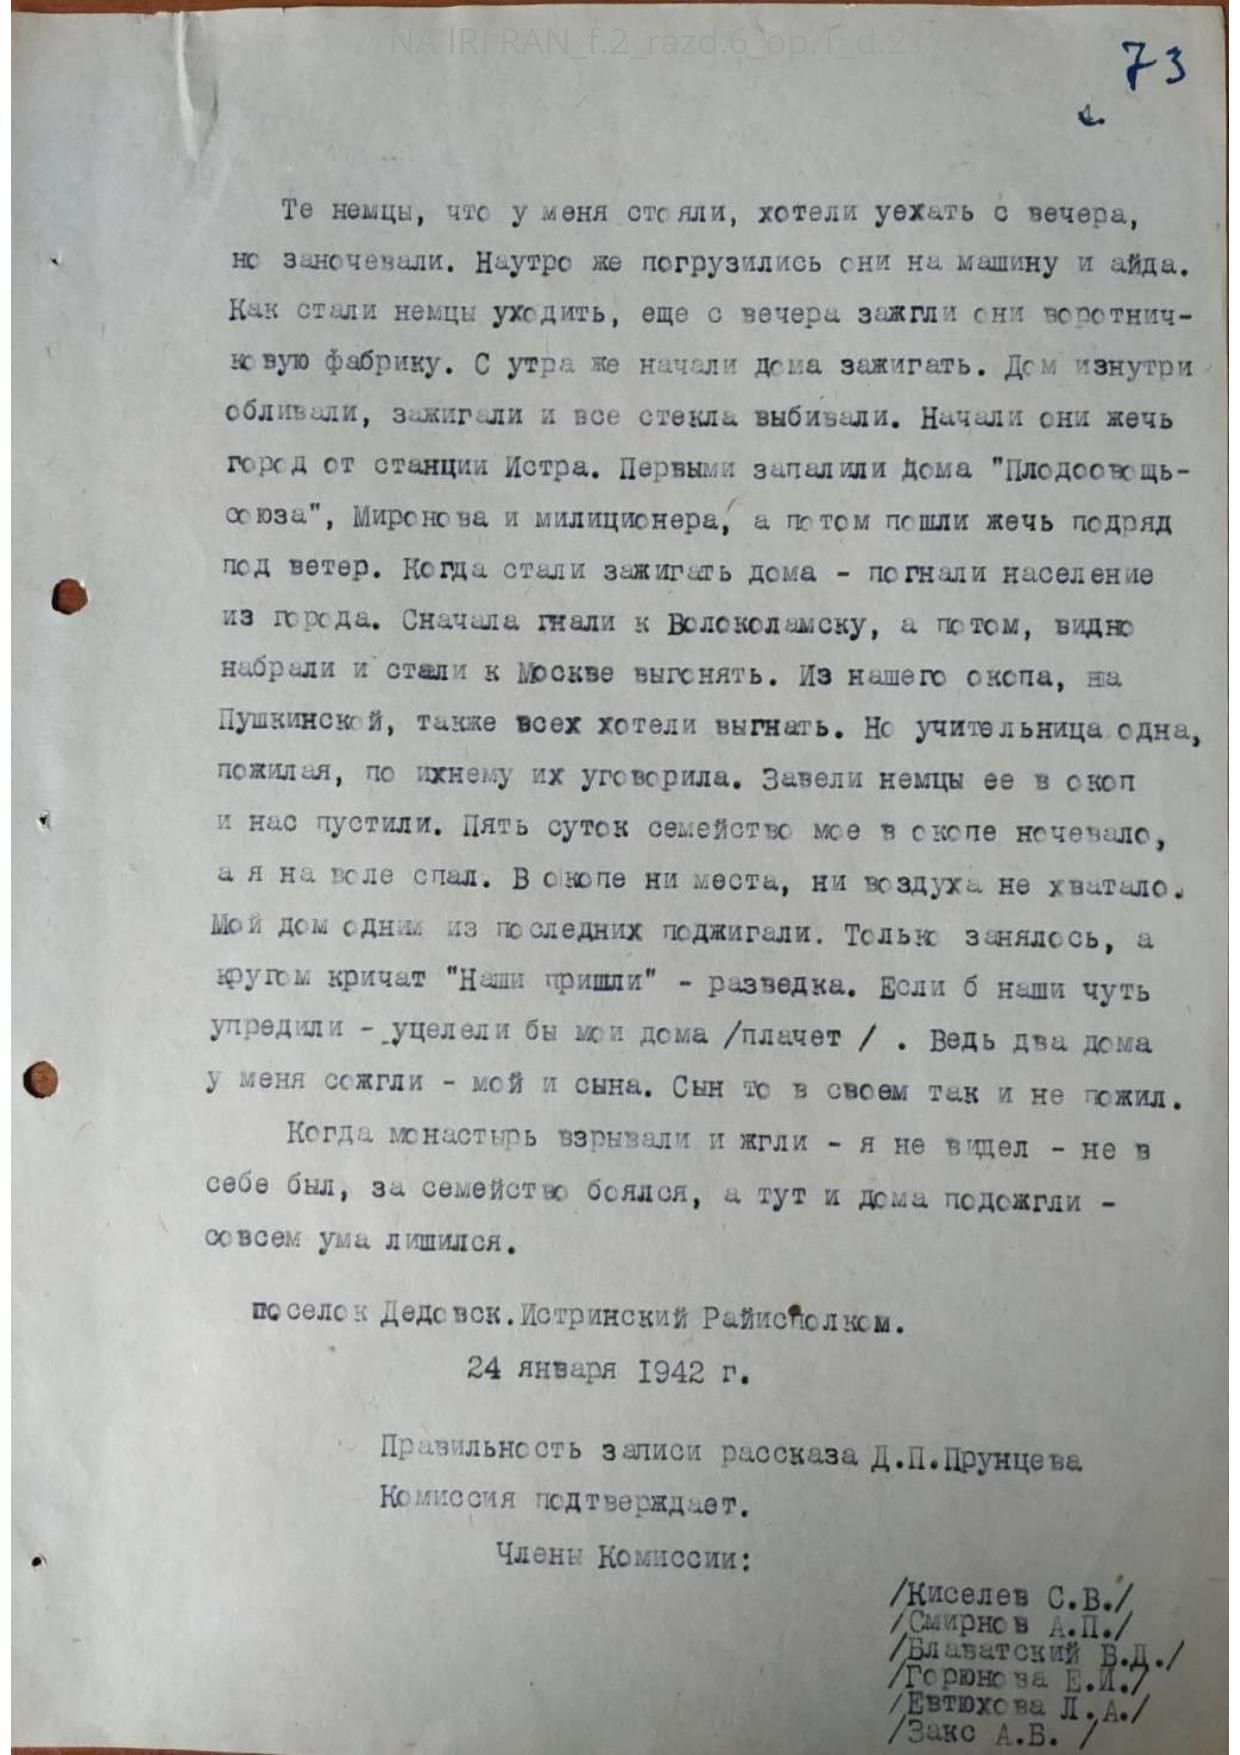 NA IRI RAN_f.2_razd.6_op.1_d.21
73
Те немцы, что у меня стояли, хотели уехать с вечера,
но заночевали. Наутро же погрузились они на машину и айда.
Как стали немцы уходить, еще с вечера зажгли они воротнич-
ковую фабрику. С утра же начали дома зажигать. Дом изнутри
обливали, зажигали и все стекла выбивали. Начали они жечь
город от станции Истра. Первыми запалили дома "Плодоовощь-
союза", Миронова и милиционера, а потом пошли жечь подряд
под ветер. Когда стали зажигать дома - погнали население
из города. Сначала гнали к Волоколамску, а потом, видно
набрали и стали к Москве выгонять. Из нашего окопа, на
Пушкинской, также всех хотели выгнать. Но учительница одна,
пожилая, по ихнему их уговорила. Завели немцы ее в окоп
и нас пустили. Пять суток семейство мое в окопе ночевало,
а я на воле спал. В окопе ни места, ни воздуха не хватало.
Мой дом одним из последних поджигали. Только занялось, а
кругом кричат "Наши пришли" - разведка. Если б наши чуть
упредили - уцелели бы мои дома /плачет / . Ведь два дома
у меня сожгли - мой и сына. Сын то в своем так и не пожил.
Когда монастырь взрывали и жгли - я не видел - не в
себе был, за семейство боялся, а тут и дома подожгли -
совсем ума лишился.
поселок Дедовск.Истринский Райисполком.
24 января 1942 г.
Правильность записи рассказа Д.П.Прунцева
Комиссия подтверждает.
Члены Комиссии:
/Киселев С.В./
/Смирнов А.П./
/Блаватский В.Д./
/Горюнова Е.И./
/Евтюхова Л.А./
/Закс А.Б. /